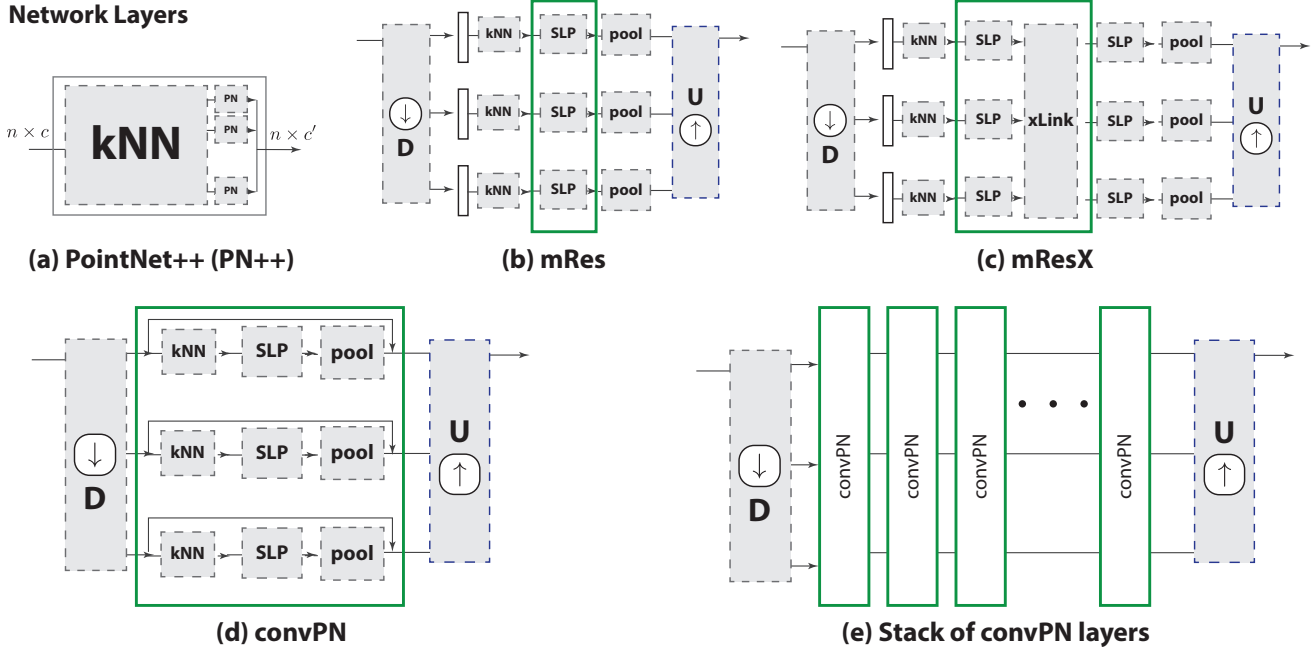 Network Layers
n × c
kNN
PN
PN
PN
n × c′
(a) PointNet++ (PN++)
↓
D
kNN
SLP
pool
kNN
SLP
pool
kNN
SLP
pool
U
↑
(b) mRes
↓
D
kNN
SLP
kNN
SLP
kNN
SLP
xLink
SLP
pool
SLP
pool
SLP
pool
U
↑
(c) mResX
↓
D
kNN
SLP
pool
kNN
SLP
pool
kNN
SLP
pool
U
↑
(d) convPN
↓
D
convPN
convPN
convPN
• • •
convPN
U
↑
(e) Stack of convPN layers